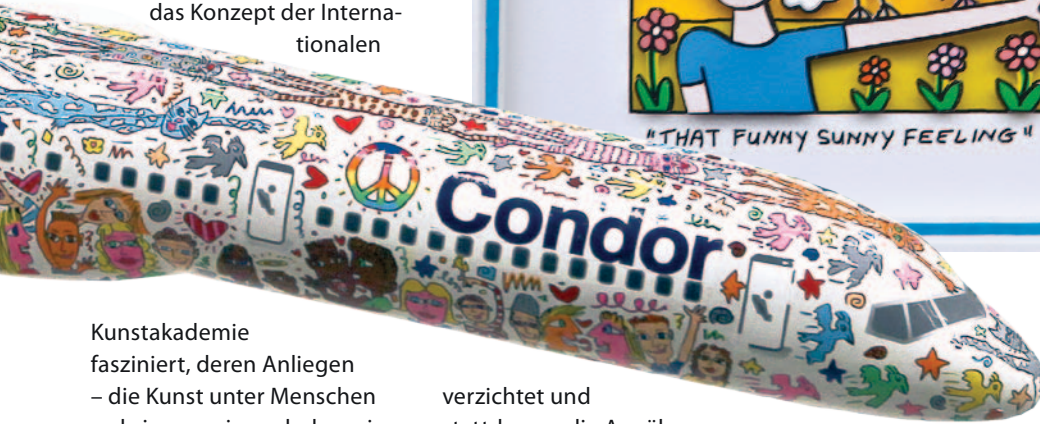 das Konzept der Interna-
tionalen
"THAT FUNNY SUNNY FEELING"
Condor
Kunstakademie
fasziniert, deren Anliegen
– die Kunst unter Menschen
verzichtet und